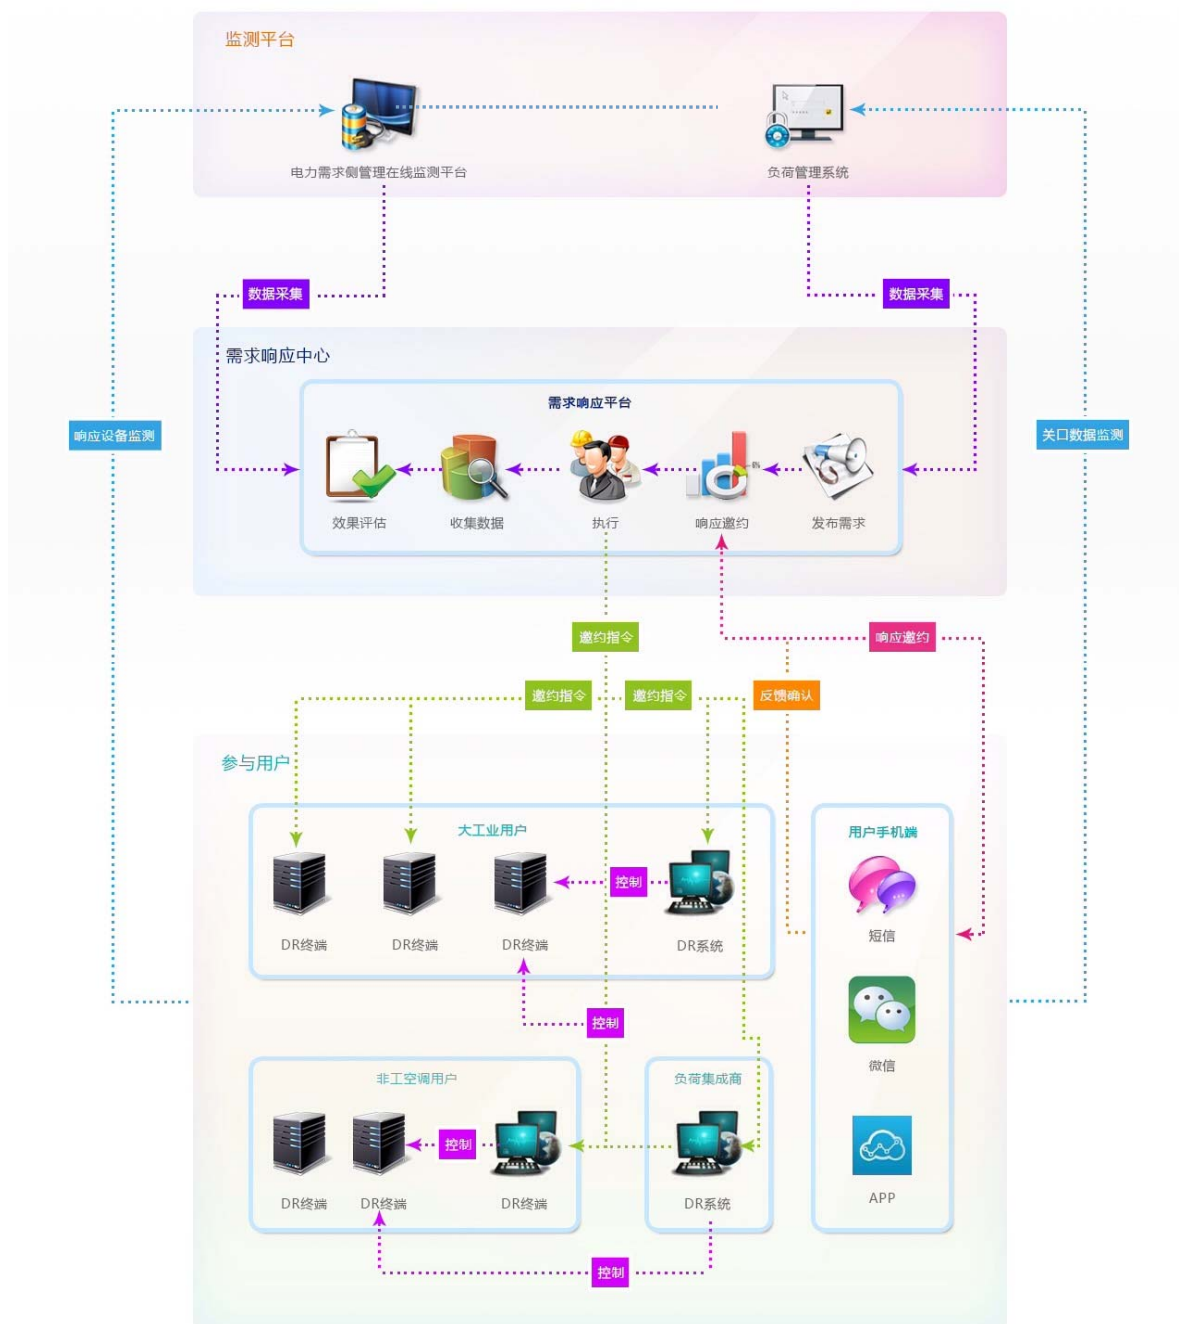 监测平台
电力需求侧管理在线监测平台
负荷管理系统
数据采集
数据采集
需求响应中心
需求响应平台
响应设备监测
关口数据监测
效果评估
收集数据
执行
响应邀约
发布需求
邀约指令
响应邀约
邀约指令
邀约指令
反馈确认
参与用户
大工业用户
用户手机端
控制
DR终端
DR终端
DR终端
DR系统
短信
控制
微信
非工空调用户
负荷集成商
控制
DR终端
DR终端
DR终端
DR系统
APP
控制